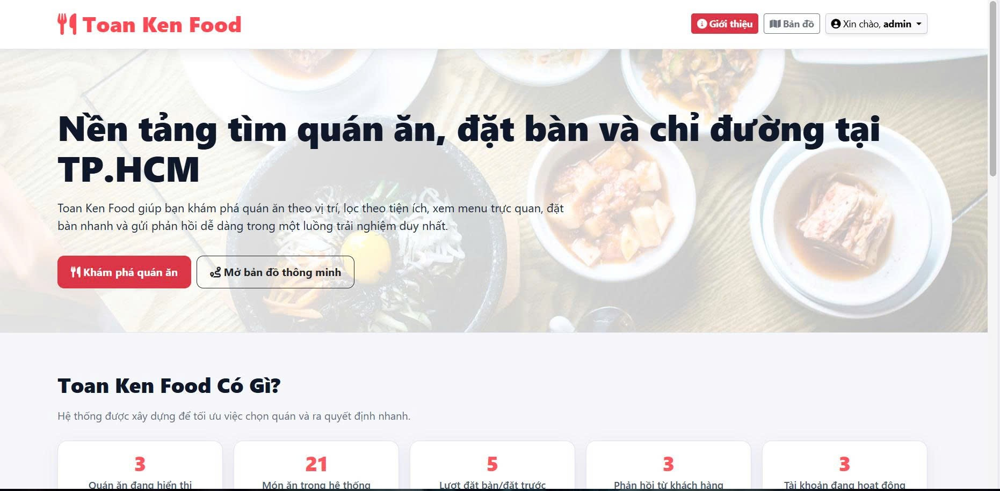 Toan Ken Food
Giới thiệu
Bản đồ
Xin chào, admin
Nền tảng tìm quán ăn, đặt bàn và chỉ đường tại
TP.HCM
Toan Ken Food giúp bạn khám phá quán ăn theo vị trí, lọc theo tiện ích, xem menu trực quan, đặt
bàn nhanh và gửi phản hồi dễ dàng trong một luồng trải nghiệm duy nhất.
Khám phá quán ăn
Mở bản đồ thông minh
Toan Ken Food Có Gì?
Hệ thống được xây dựng để tối ưu việc chọn quán và ra quyết định nhanh.
3
21
5
3
3
Quán ăn đang hiển thị
Món ăn trong hệ thống
Lượt đặt bàn/đặt trước
Phản hồi từ khách hàng
Tài khoản đang hoạt động